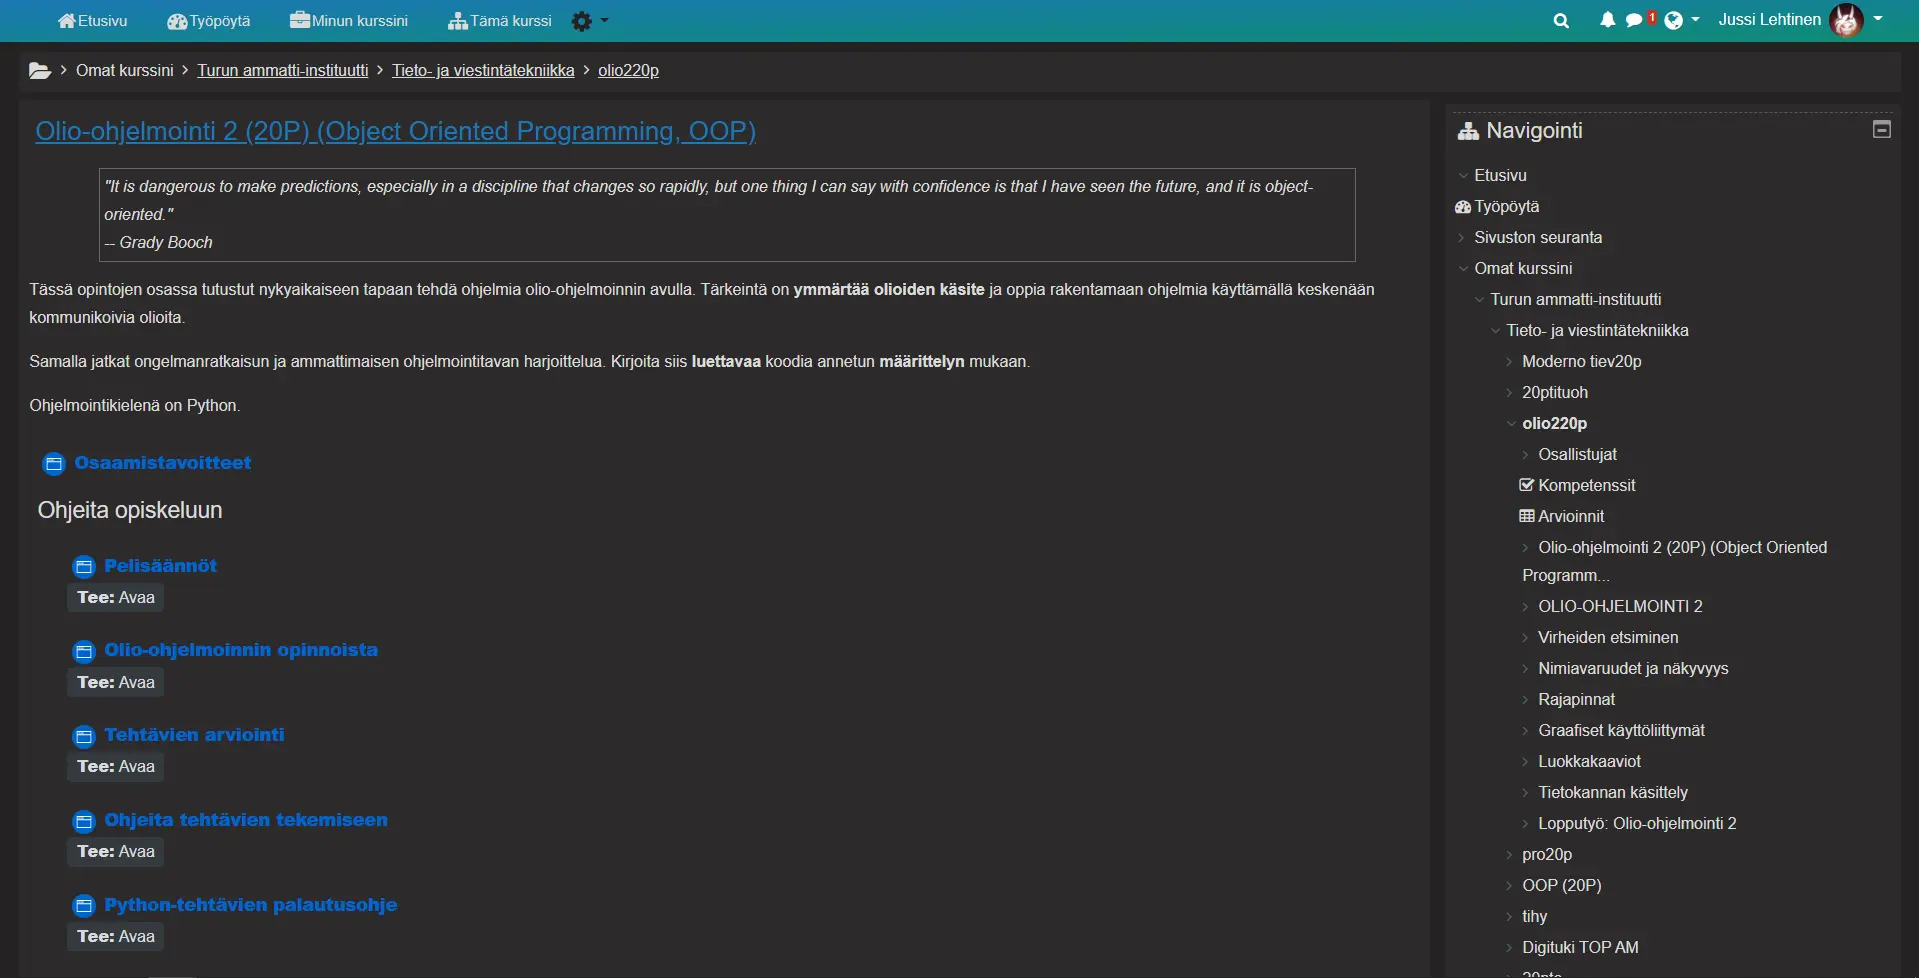 Etusivu
Työpöytä
Minun kurssini
Tämä kurssi
1
Jussi Lehtinen
Omat kurssini
Turun ammatti-instituutti
Tieto- ja viestintätekniikka
olio220p
Olio-ohjelmointi 2 (20P) (Object Oriented Programming, OOP)
"It is dangerous to make predictions, especially in a discipline that changes so rapidly, but one thing I can say with confidence is that I have seen the future, and it is object-
oriented."
-- Grady Booch
Tässä opintojen osassa tutustut nykyaikaiseen tapaan tehdä ohjelmia olio-ohjelmoinnin avulla. Tärkeintä on ymmärtää olioiden käsite ja oppia rakentamaan ohjelmia käyttämällä keskenään
kommunikoivia olioita.
Samalla jatkat ongelmanratkaisun ja ammattimaisen ohjelmointitavan harjoittelua. Kirjoita siis luettavaa koodia annetun määrittelyn mukaan.
Ohjelmointikielenä on Python.
Osaamistavoitteet
Ohjeita opiskeluun
Pelisäännöt
Tee: Avaa
Olio-ohjelmoinnin opinnoista
Tee: Avaa
Tehtävien arviointi
Tee: Avaa
Ohjeita tehtävien tekemiseen
Tee: Avaa
Python-tehtävien palautusohje
Tee: Avaa
Navigointi
Etusivu
Työpöytä
Sivuston seuranta
Omat kurssini
Turun ammatti-instituutti
Tieto- ja viestintätekniikka
Moderno tiev20p
20ptituoh
olio220p
Osallistujat
Kompetenssit
Arvioinnit
Olio-ohjelmointi 2 (20P) (Object Oriented
Programm...
OLIO-OHJELMOINTI 2
Virheiden etsiminen
Nimiavaruudet ja näkyvyys
Rajapinnat
Graafiset käyttöliittymät
Luokkakaaviot
Tietokannan käsittely
Lopputyö: Olio-ohjelmointi 2
pro20p
OOP (20P)
tihy
Digituki TOP AM